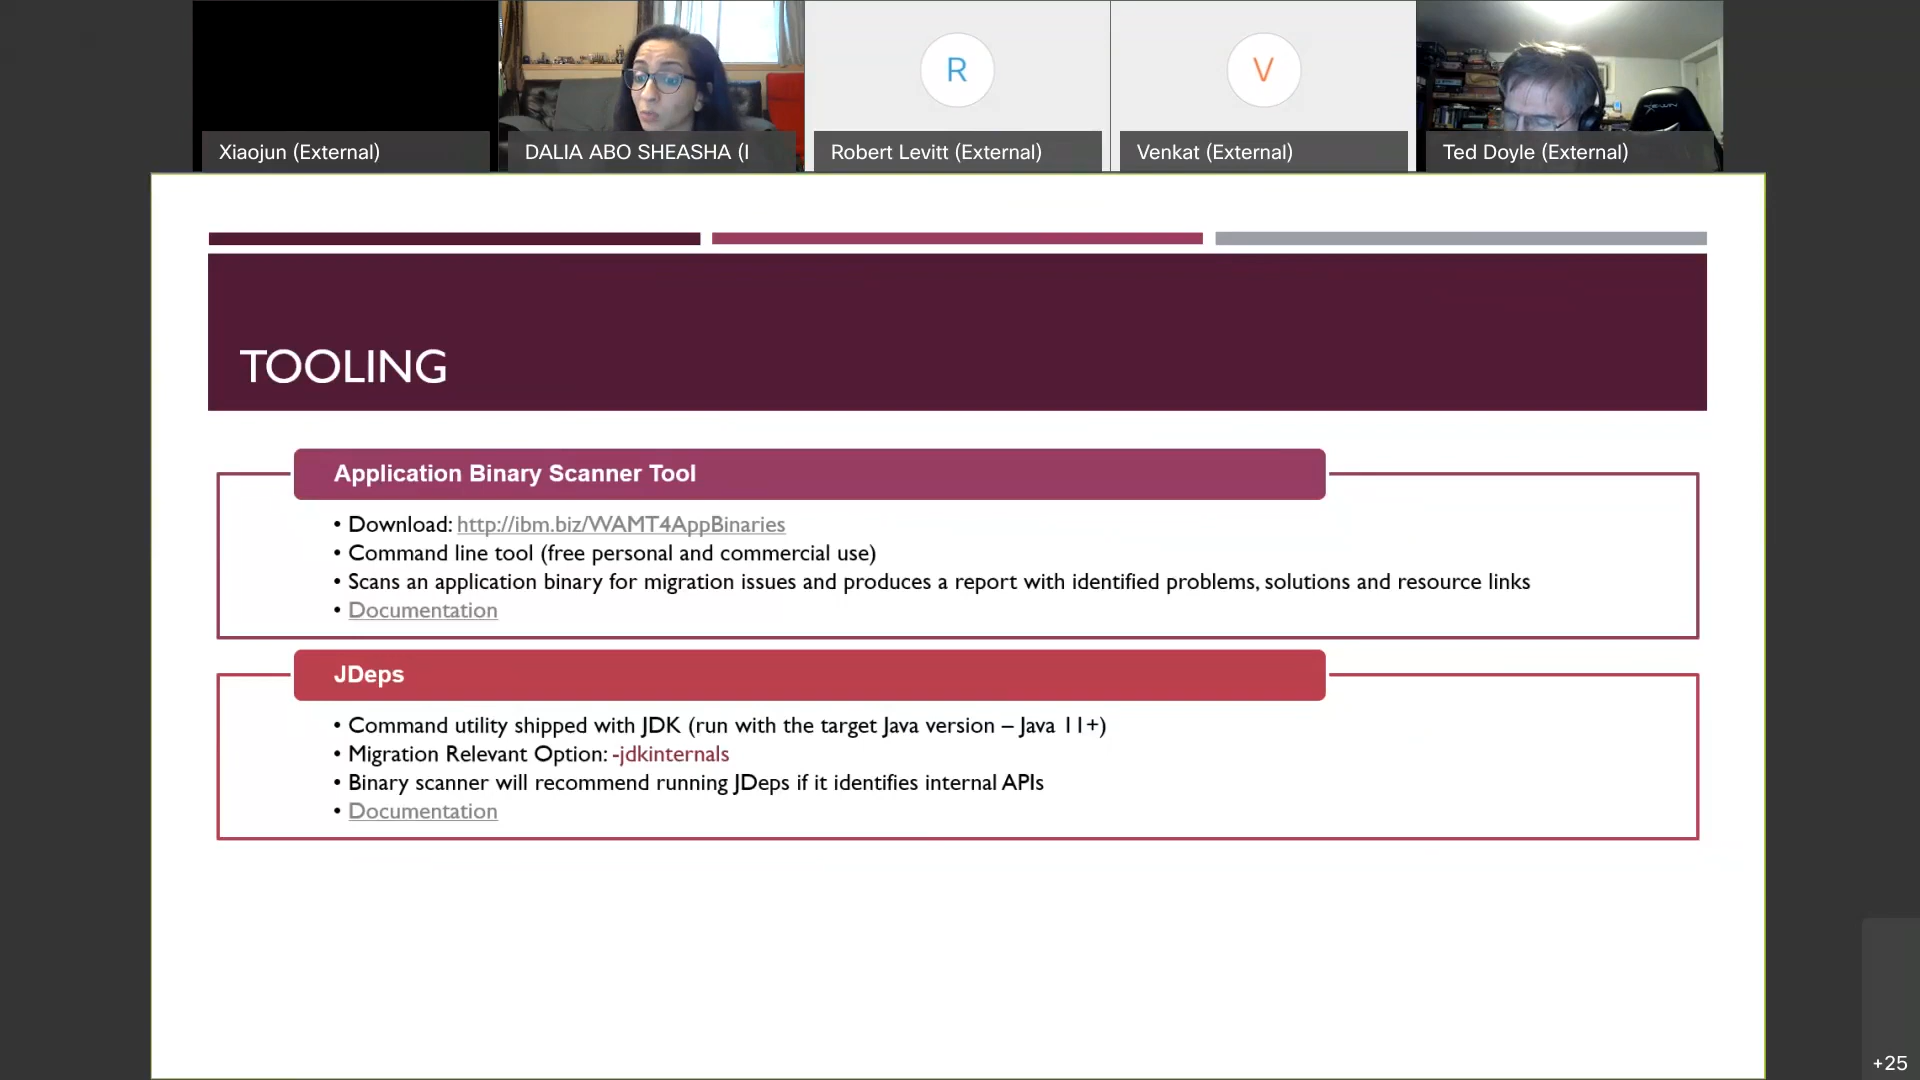 Xiaojun (External)
DALIA ABO SHEASHA (I
R
Robert Levitt (External)
V
Venkat (External)
Ted Doyle (External)
TOOLING
Application Binary Scanner Tool
• Download: http://ibm.biz/WAMT4AppBinaries
• Command line tool (free personal and commercial use)
• Scans an application binary for migration issues and produces a report with identified problems, solutions and resource links
• Documentation
JDeps
• Command utility shipped with JDK (run with the target Java version – Java 11+)
• Migration Relevant Option: -jdkinternals
• Binary scanner will recommend running JDeps if it identifies internal APIs
• Documentation
+25